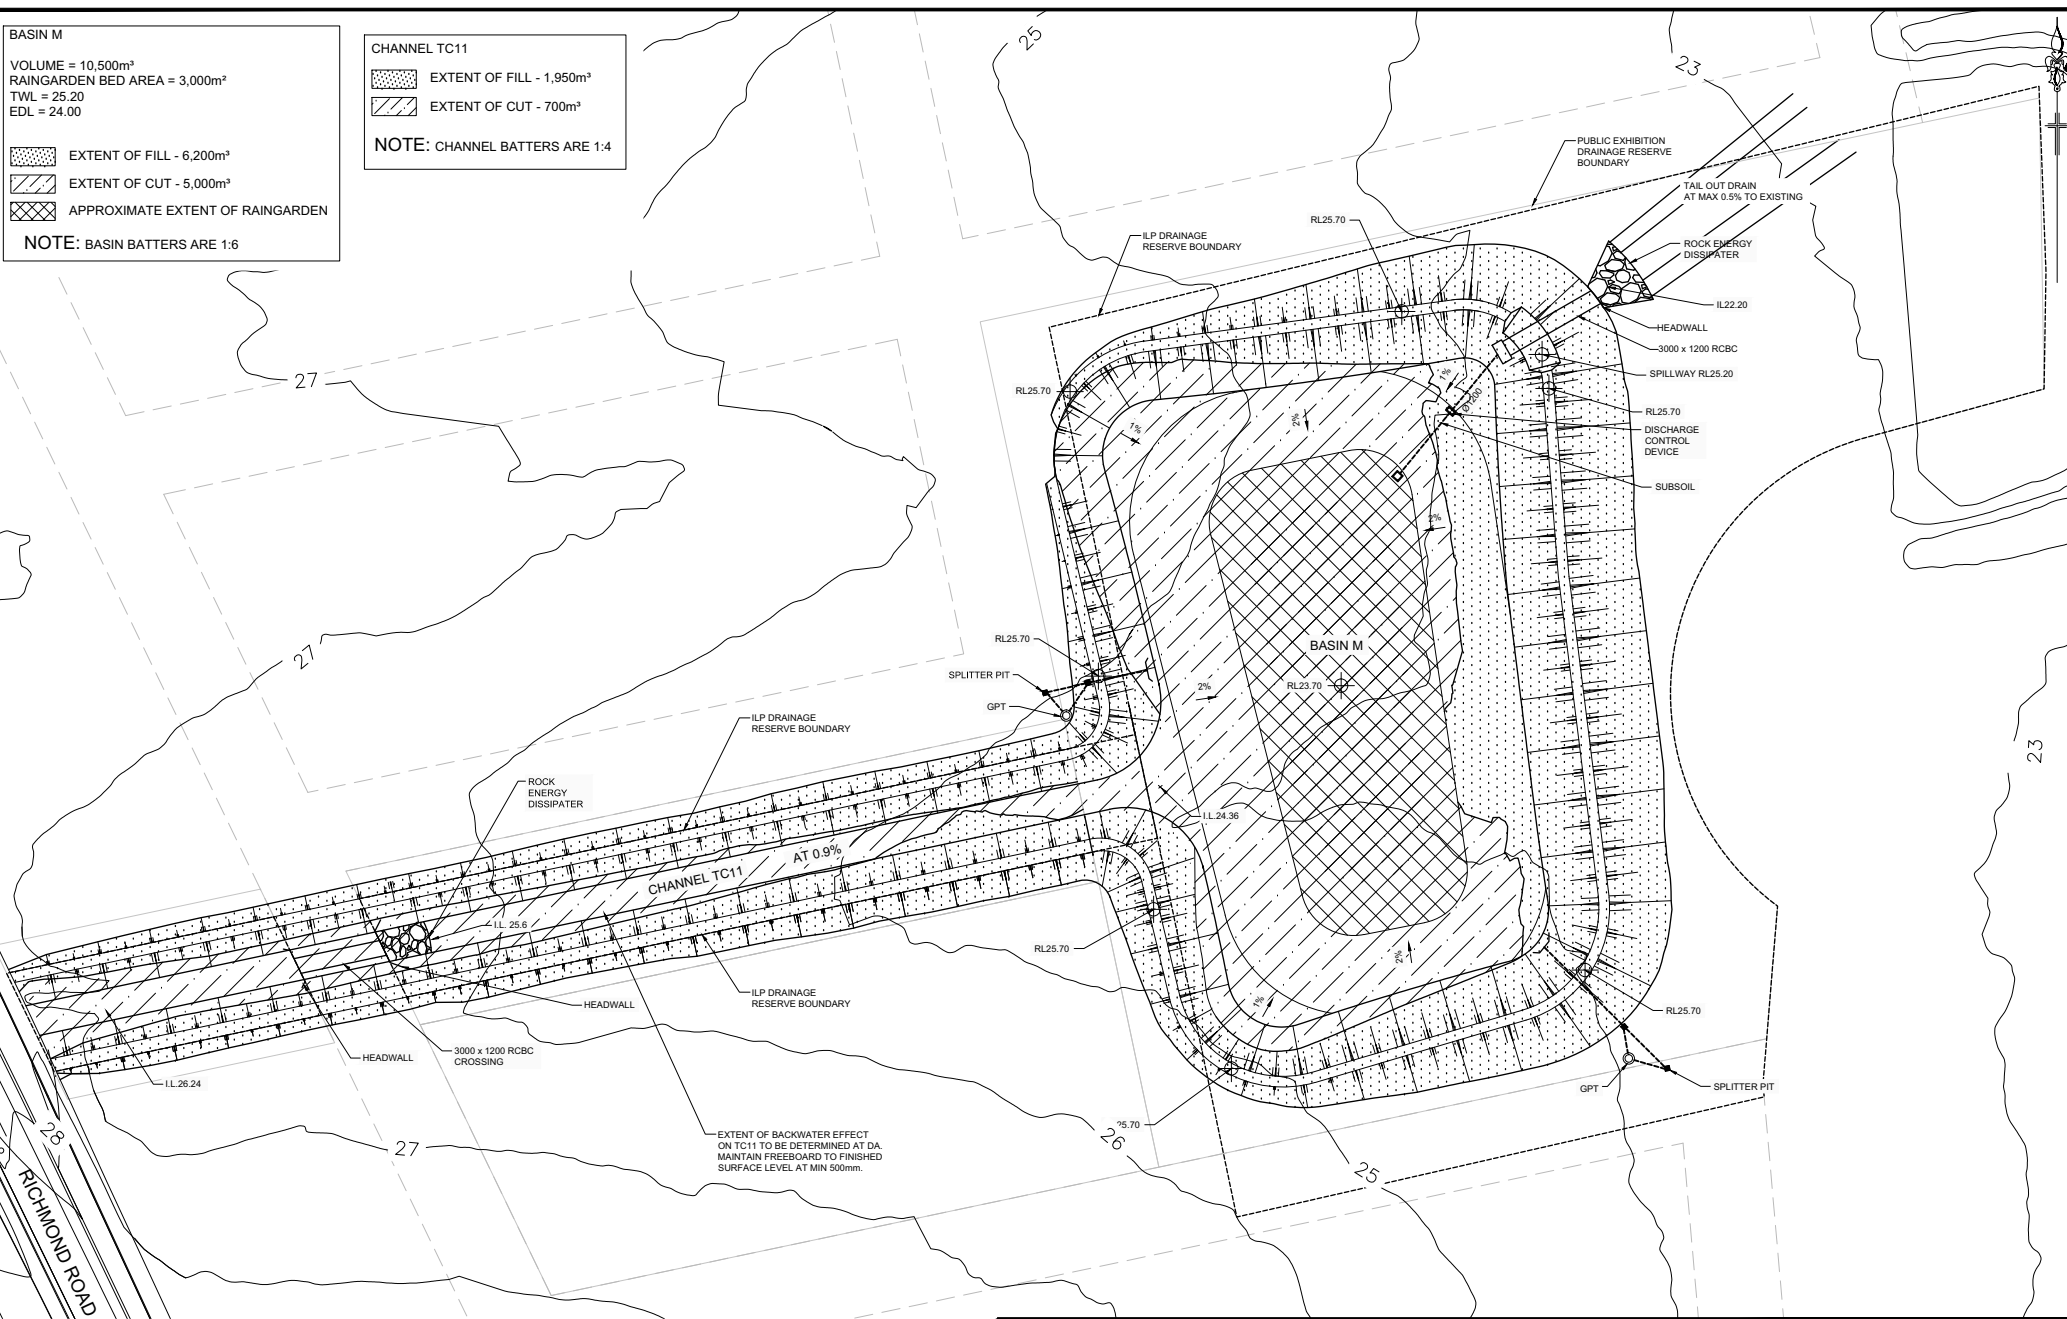 BASIN M
VOLUME = 10,500m³
RAINGARDEN BED AREA = 3,000m²
TWL = 25.20
EDL = 24.00
EXTENT OF FILL - 6,200m³
EXTENT OF CUT - 5,000m³
APPROXIMATE EXTENT OF RAINGARDEN
NOTE: BASIN BATTERS ARE 1:6
CHANNEL TC11
EXTENT OF FILL - 1,950m³
EXTENT OF CUT - 700m³
NOTE: CHANNEL BATTERS ARE 1:4
25
23
PUBLIC EXHIBITION
DRAINAGE RESERVE
BOUNDARY
TAIL OUT DRAIN
AT MAX 0.5% TO EXISTING
RL25.70
ILP DRAINAGE
RESERVE BOUNDARY
ROCK ENERGY
DISSIPATER
IL22.20
HEADWALL
3000 x 1200 RCBC
SPILLWAY RL25.20
RL25.70
DISCHARGE
CONTROL
DEVICE
SUBSOIL
27
RL25.70
1%
2%
1%
Ø1200
2%
27
RL25.70
SPLITTER PIT
GPT
BASIN M
RL23.70
2%
ILP DRAINAGE
RESERVE BOUNDARY
23
ROCK
ENERGY
DISSIPATER
I.L.24.36
AT 0.9%
CHANNEL TC11
I.L. 25.6
RL25.70
2%
1%
HEADWALL
ILP DRAINAGE
RESERVE BOUNDARY
RL25.70
HEADWALL
3000 x 1200 RCBC
CROSSING
I.L.26.24
GPT
SPLITTER PIT
28
27
EXTENT OF BACKWATER EFFECT
ON TC11 TO BE DETERMINED AT DA.
MAINTAIN FREEBOARD TO FINISHED
SURFACE LEVEL AT MIN 500mm.
5.70
26
25
RICHMOND ROAD